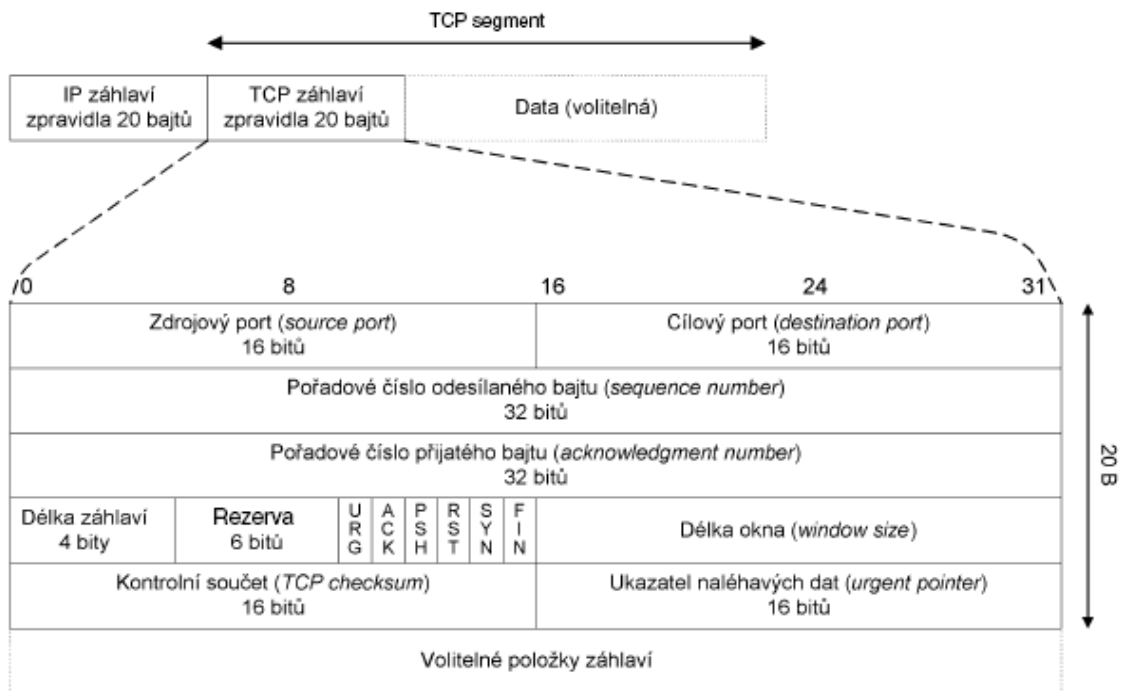 TCP segment
IP záhlaví
zpravidla 20 bajtů
TCP záhlaví
zpravidla 20 bajtů
Data (volitelná)
0 8 16 24 31
Zdrojový port (source port)
16 bitů
Cílový port (destination port)
16 bitů
Pořadové číslo odesílaného bajtu (sequence number)
32 bitů
Pořadové číslo přijatého bajtu (acknowledgment number)
32 bitů
20 B
Délka záhlaví
4 bity
Rezerva
6 bitů
URG
ACK
PSH
RST
SYN
FIN
Délka okna (window size)
Kontrolní součet (TCP checksum)
16 bitů
Ukazatel naléhavých dat (urgent pointer)
16 bitů
Volitelné položky záhlaví